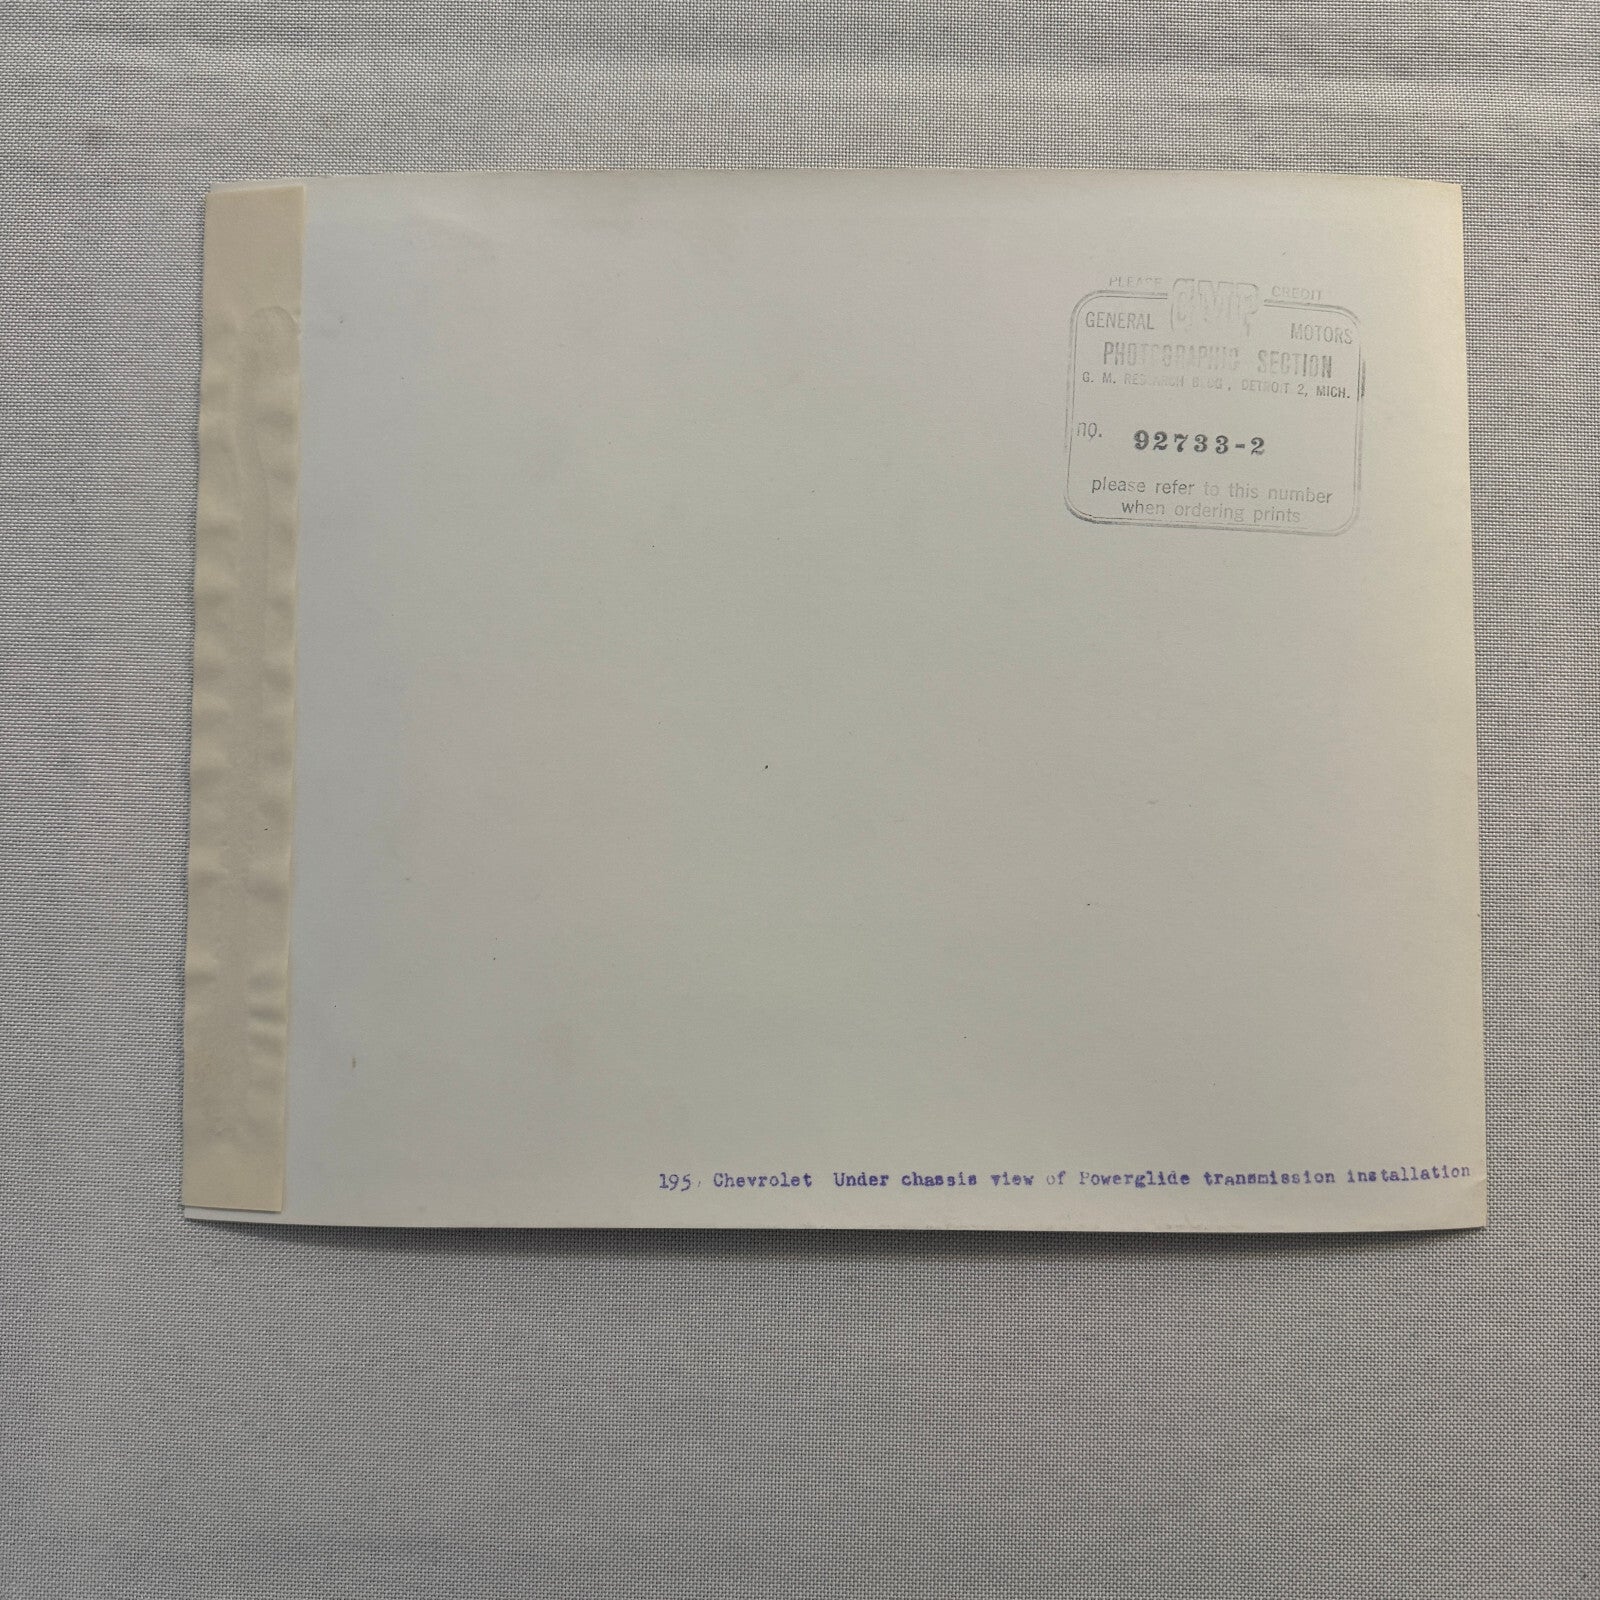 PLEASE GMP CREDIT
GENERAL MOTORS
PHOTOGRAPHIC SECTION
G. M. RESEARCH BLDG., DETROIT 2, MICH.
no. 92733-2
please refer to this number
when ordering prints
Chevrolet Under chassis view of Powerglide transmission installation